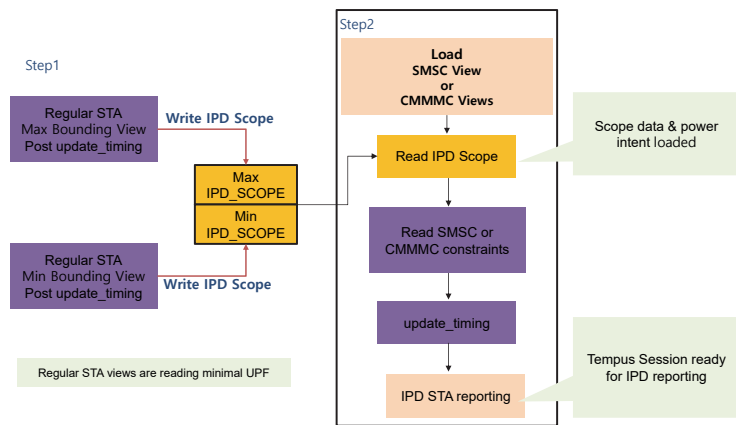 Step1
Regular STA
Max Bounding View
Post update_timing
Write IPD Scope
Max
IPD_SCOPE
Min
IPD_SCOPE
Regular STA
Min Bounding View
Post update_timing
Write IPD Scope
Regular STA views are reading minimal UPF
Step2
Load
SMSC View
or
CMMMC Views
Read IPD Scope
Scope data & power
intent loaded
Read SMSC or
CMMMC constraints
update_timing
IPD STA reporting
Tempus Session ready
for IPD reporting